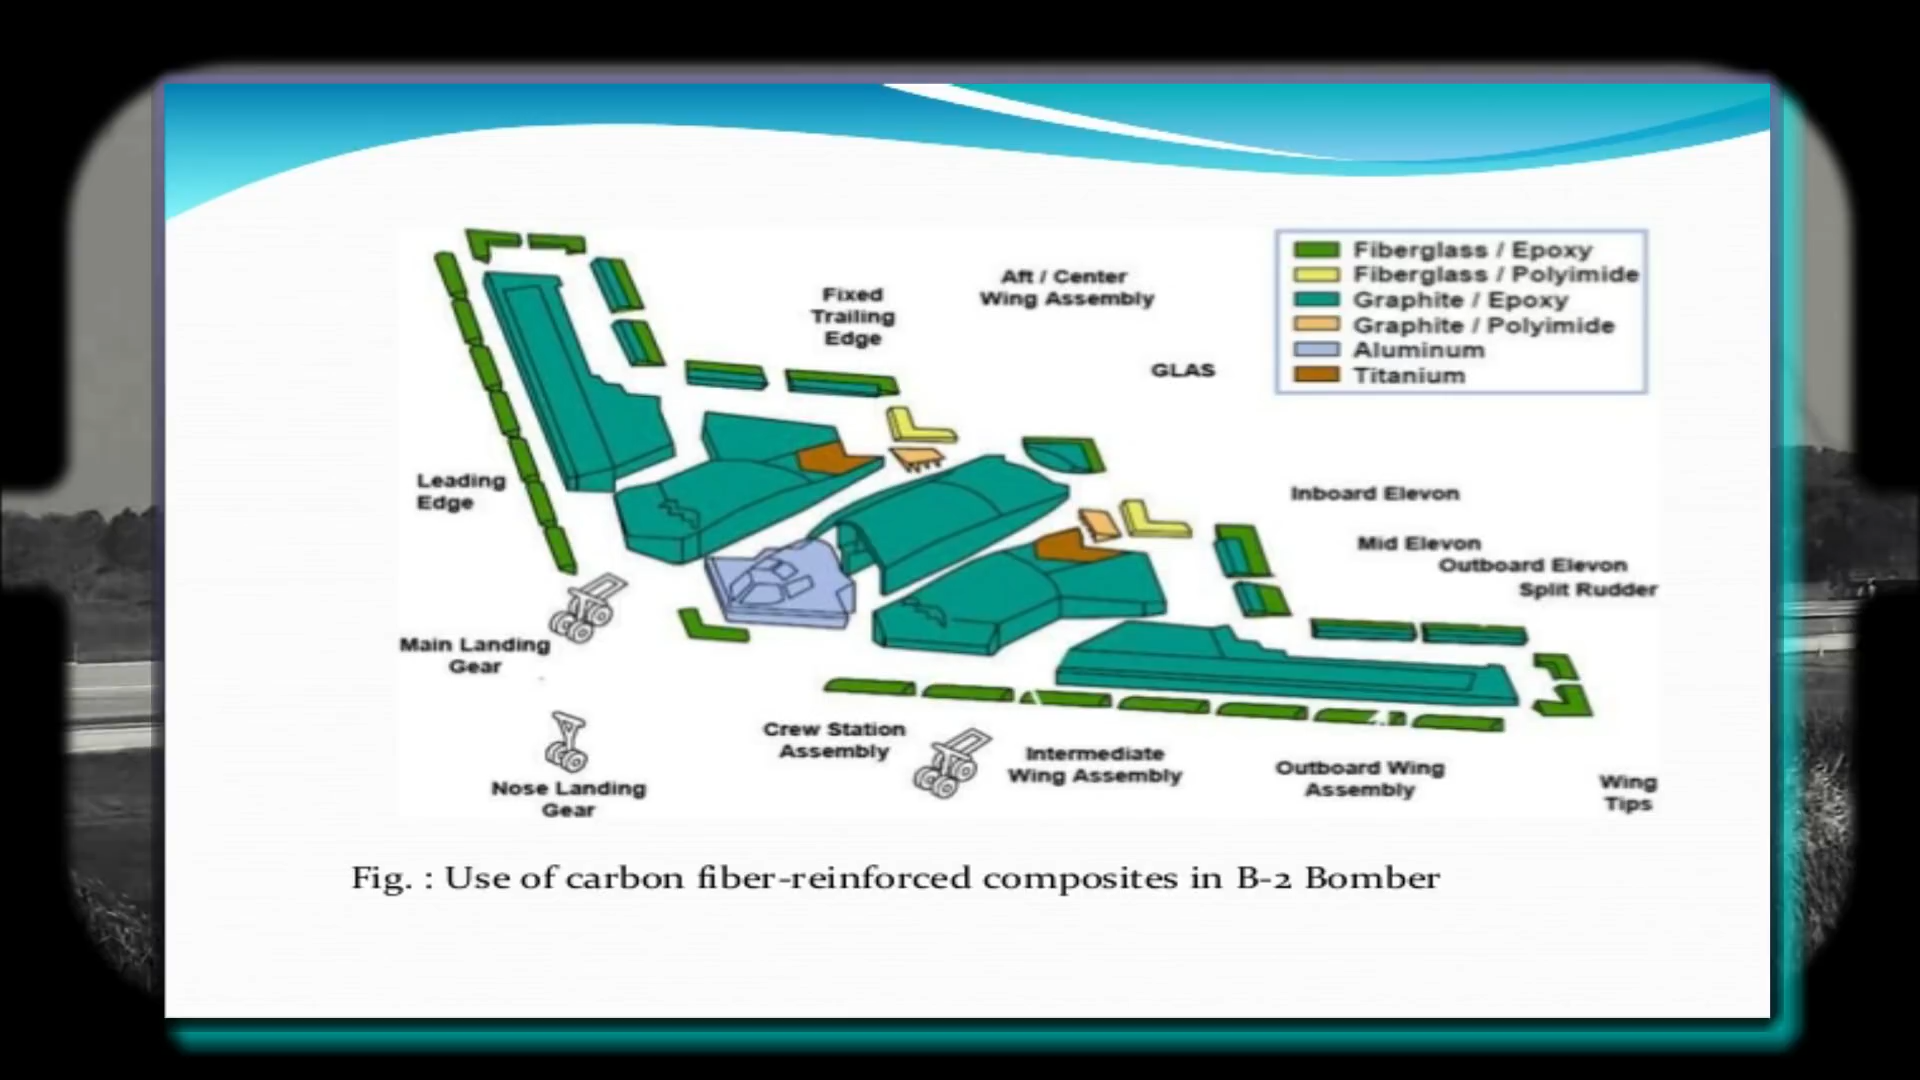 Fiberglass / Epoxy
Fiberglass / Polyimide
Graphite / Epoxy
Graphite / Polyimide
Aluminum
Titanium
Aft / Center
Wing Assembly
Fixed
Trailing
Edge
GLAS
Leading
Edge
Inboard Elevon
Mid Elevon
Outboard Elevon
Split Rudder
Main Landing
Gear
Crew Station
Assembly
Intermediate
Wing Assembly
Outboard Wing
Assembly
Wing
Tips
Nose Landing
Gear
Fig. : Use of carbon fiber-reinforced composites in B-2 Bomber